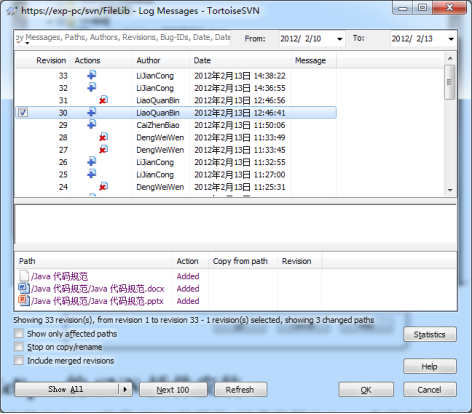 https://exp-pc/svn/FileLib - Log Messages - TortoiseSVN
by Messages, Paths, Authors, Revisions, Bug-IDs, Date, Date From: 2012/ 2/10 To: 2012/ 2/13
Revision Actions Author Date Message
33 LiJianCong 2012年2月13日 14:38:22
32 LiJianCong 2012年2月13日 14:36:55
31 LiaoQuanBin 2012年2月13日 12:46:56
30 LiaoQuanBin 2012年2月13日 12:46:41
29 CaiZhenBiao 2012年2月13日 11:50:06
28 DengWeiWen 2012年2月13日 11:33:49
27 DengWeiWen 2012年2月13日 11:33:45
26 LiJianCong 2012年2月13日 11:32:55
25 LiJianCong 2012年2月13日 11:27:00
24 DengWeiWen 2012年2月13日 11:25:31
Path Action Copy from path Revision
/Java 代码规范 Added
/Java 代码规范/Java 代码规范.docx Added
/Java 代码规范/Java 代码规范.pptx Added
Showing 33 revision(s), from revision 1 to revision 33 - 1 revision(s) selected, showing 3 changed paths
Show only affected paths Statistics
Stop on copy/rename
Include merged revisions
Help
Show All Next 100 Refresh OK Cancel